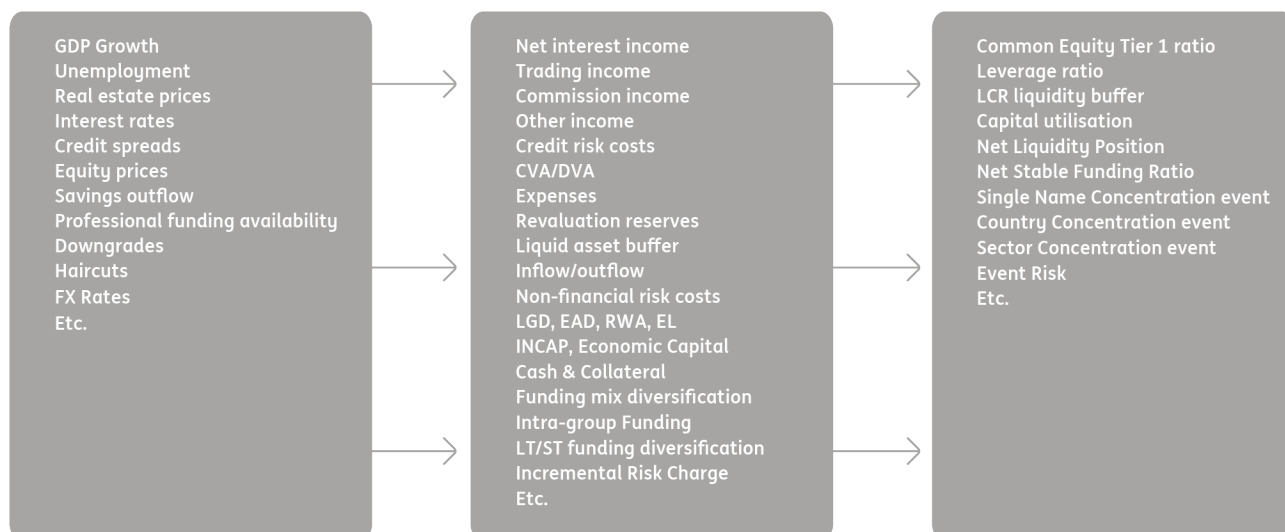 GDP Growth
Unemployment
Real estate prices
Interest rates
Credit spreads
Equity prices
Savings outflow
Professional funding availability
Downgrades
Haircuts
FX Rates
Etc.
Net interest income
Trading income
Commission income
Other income
Credit risk costs
CVA/DVA
Expenses
Revaluation reserves
Liquid asset buffer
Inflow/outflow
Non-financial risk costs
LGD, EAD, RWA, EL
INCAP, Economic Capital
Cash & Collateral
Funding mix diversification
Intra-group Funding
LT/ST funding diversification
Incremental Risk Charge
Etc.
Common Equity Tier 1 ratio
Leverage ratio
LCR liquidity buffer
Capital utilisation
Net Liquidity Position
Net Stable Funding Ratio
Single Name Concentration event
Country Concentration event
Sector Concentration event
Event Risk
Etc.